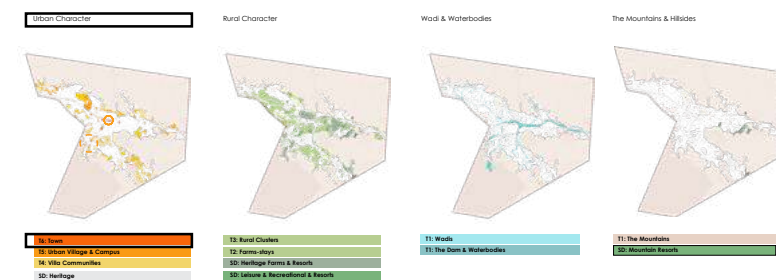 Urban Character
Rural Character
Wadi & Waterbodies
The Mountains & Hillsides
T6: Town
T5: Urban Village & Campus
T4: Villa Communities
SD: Heritage
T3: Rural Clusters
T2: Farms-stays
SD: Heritage Farms & Resorts
SD: Leisure & Recreational & Resorts
T1: Wadis
T1: The Dam & Waterbodies
T1: The Mountains
SD: Mountain Resorts